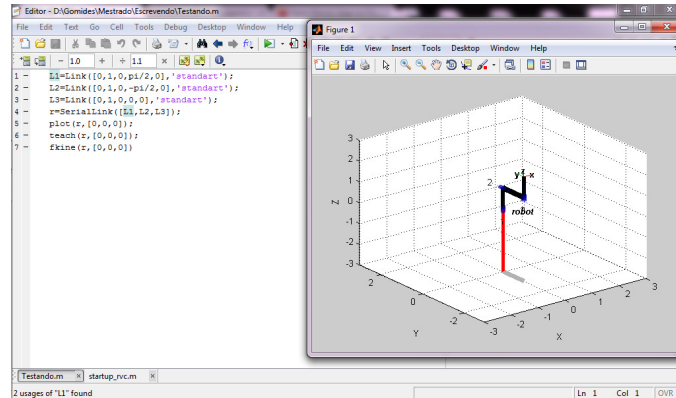 Editor - D:\Gomides\Mestrado\Escrevendo\Testando.m
File Edit Text Go Cell Tools Debug Desktop Window Help
- 1.0 + ÷ 1.1 ×
1 - L1=Link([0,1,0,pi/2,0],'standart');
2 - L2=Link([0,1,0,-pi/2,0],'standart');
3 - L3=Link([0,1,0,0,0],'standart');
4 - r=SerialLink([L1,L2,L3]);
5 - plot(r,[0,0,0]);
6 - teach(r,[0,0,0]);
7 - fkine(r,[0,0,0])
Testando.m × startup_rvc.m ×
2 usages of "L1" found
Ln 1 Col 1 OVR
Figure 1
File Edit View Insert Tools Desktop Window Help
3
2
1
0
-1
-2
-3
Z
2
0
-2
Y
-3
-2
-1
0
1
2
3
X
2
y z x
robot